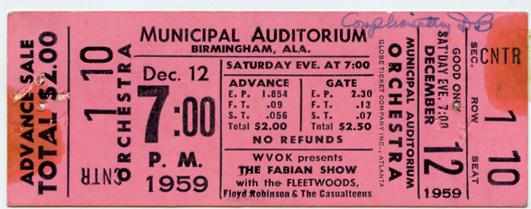 Complimentary DB
ADVANCE SALE
TOTAL $2.00
1 10
CNTR
ORCHESTRA
MUNICIPAL AUDITORIUM
BIRMINGHAM, ALA.
Dec. 12
7:00
P. M.
1959
SATURDAY EVE. AT 7:00
ADVANCE GATE
E. P. 1.854 E. P. 2.30
F. T. .09 F. T. .13
S. T. .056 S. T. .07
Total $2.00 Total $2.50
NO REFUNDS
WVOK presents
THE FABIAN SHOW
with the FLEETWOODS,
Floyd Robinson & The Casualteens
ORCHESTRA
MUNICIPAL AUDITORIUM
GLOBE TICKET COMPANY INC., ATLANTA
GOOD ONLY
SAT'DAY EVE. 7:00
DECEMBER
12
1959
CNTR
SEC. ROW SEAT
1
10